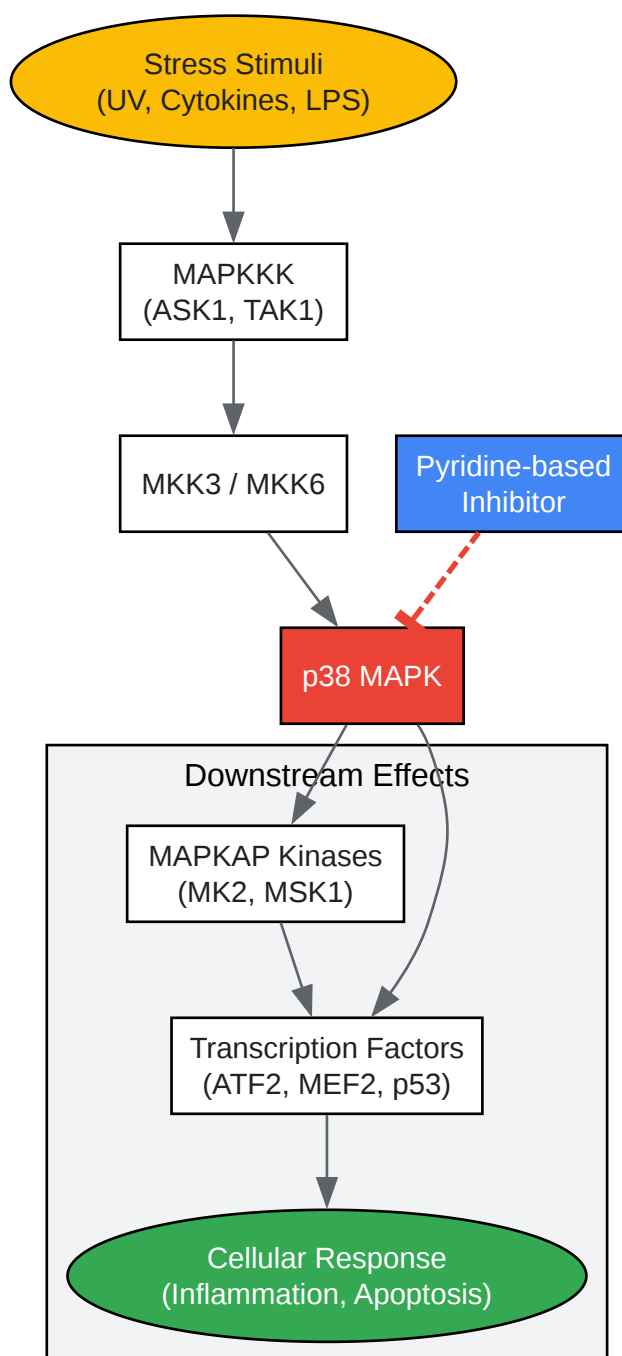 Stress Stimuli
(UV, Cytokines, LPS)
MAPKKK
(ASK1, TAK1)
MKK3 / MKK6
Pyridine-based
Inhibitor
p38 MAPK
Downstream Effects
MAPKAP Kinases
(MK2, MSK1)
Transcription Factors
(ATF2, MEF2, p53)
Cellular Response
(Inflammation, Apoptosis)